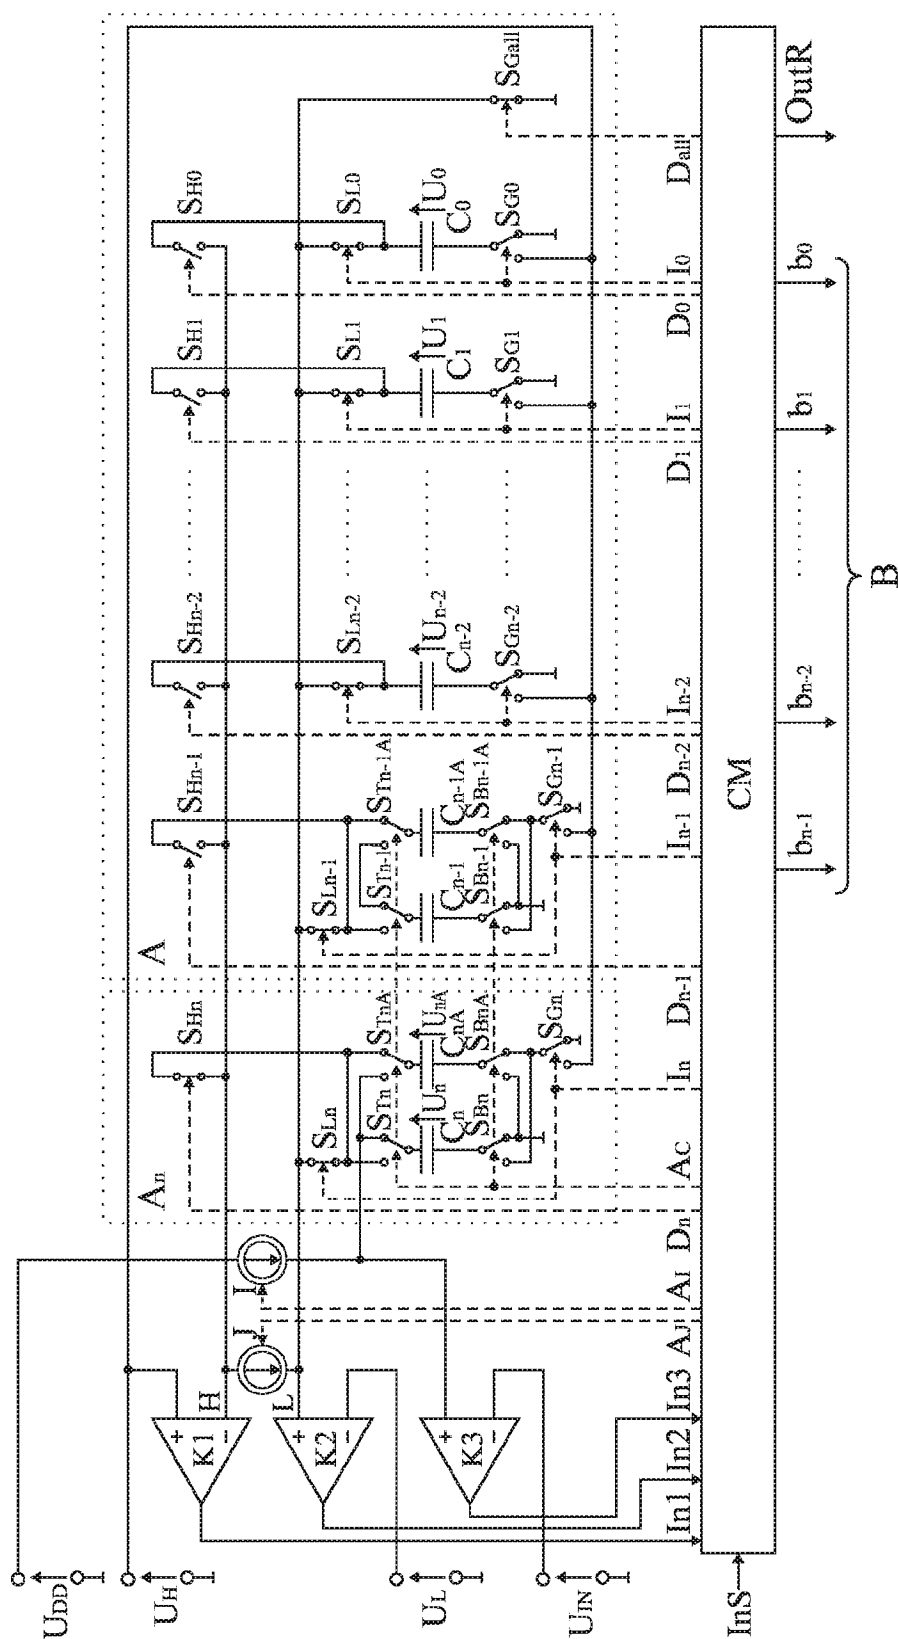 UDD
UH
UL
UIN
InS
K1
K2
K3
H
L
J
I
In1
In2
In3
AJ
AI
Dn
AC
In
Dn-1
In-1
Dn-2
In-2
D1
I1
D0
I0
Dall
An
A
SHn
SHn-1
SHn-2
SH1
SH0
SLn
SLn-1
SLn-2
SL1
SL0
STn
STnA
STn-1
STn-1A
Un
UnA
Un-2
U1
U0
Cn
CnA
Cn-1
Cn-1A
Cn-2
C1
C0
SBn
SBnA
SBn-1
SBn-1A
SGn
SGn-1
SGn-2
SG1
SG0
SGall
CM
bn-1
bn-2
b1
b0
OutR
B